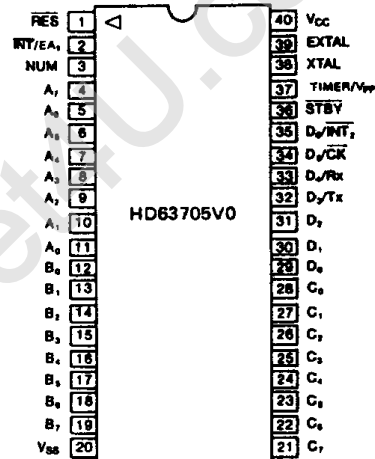 RES 1
INT/EA₉ 2
NUM 3
A₇ 4
A₆ 5
A₅ 6
A₄ 7
A₃ 8
A₂ 9
A₁ 10
A₀ 11
B₀ 12
B₁ 13
B₂ 14
B₃ 15
B₄ 16
B₅ 17
B₆ 18
B₇ 19
VSS 20
HD63705V0
40 VCC
39 EXTAL
38 XTAL
37 TIMER/VPP
36 STBY
35 D₆/INT₂
34 D₅/CK
33 D₄/Rx
32 D₃/Tx
31 D₂
30 D₁
29 D₀
28 C₀
27 C₁
26 C₂
25 C₃
24 C₄
23 C₅
22 C₆
21 C₇
et4U.c